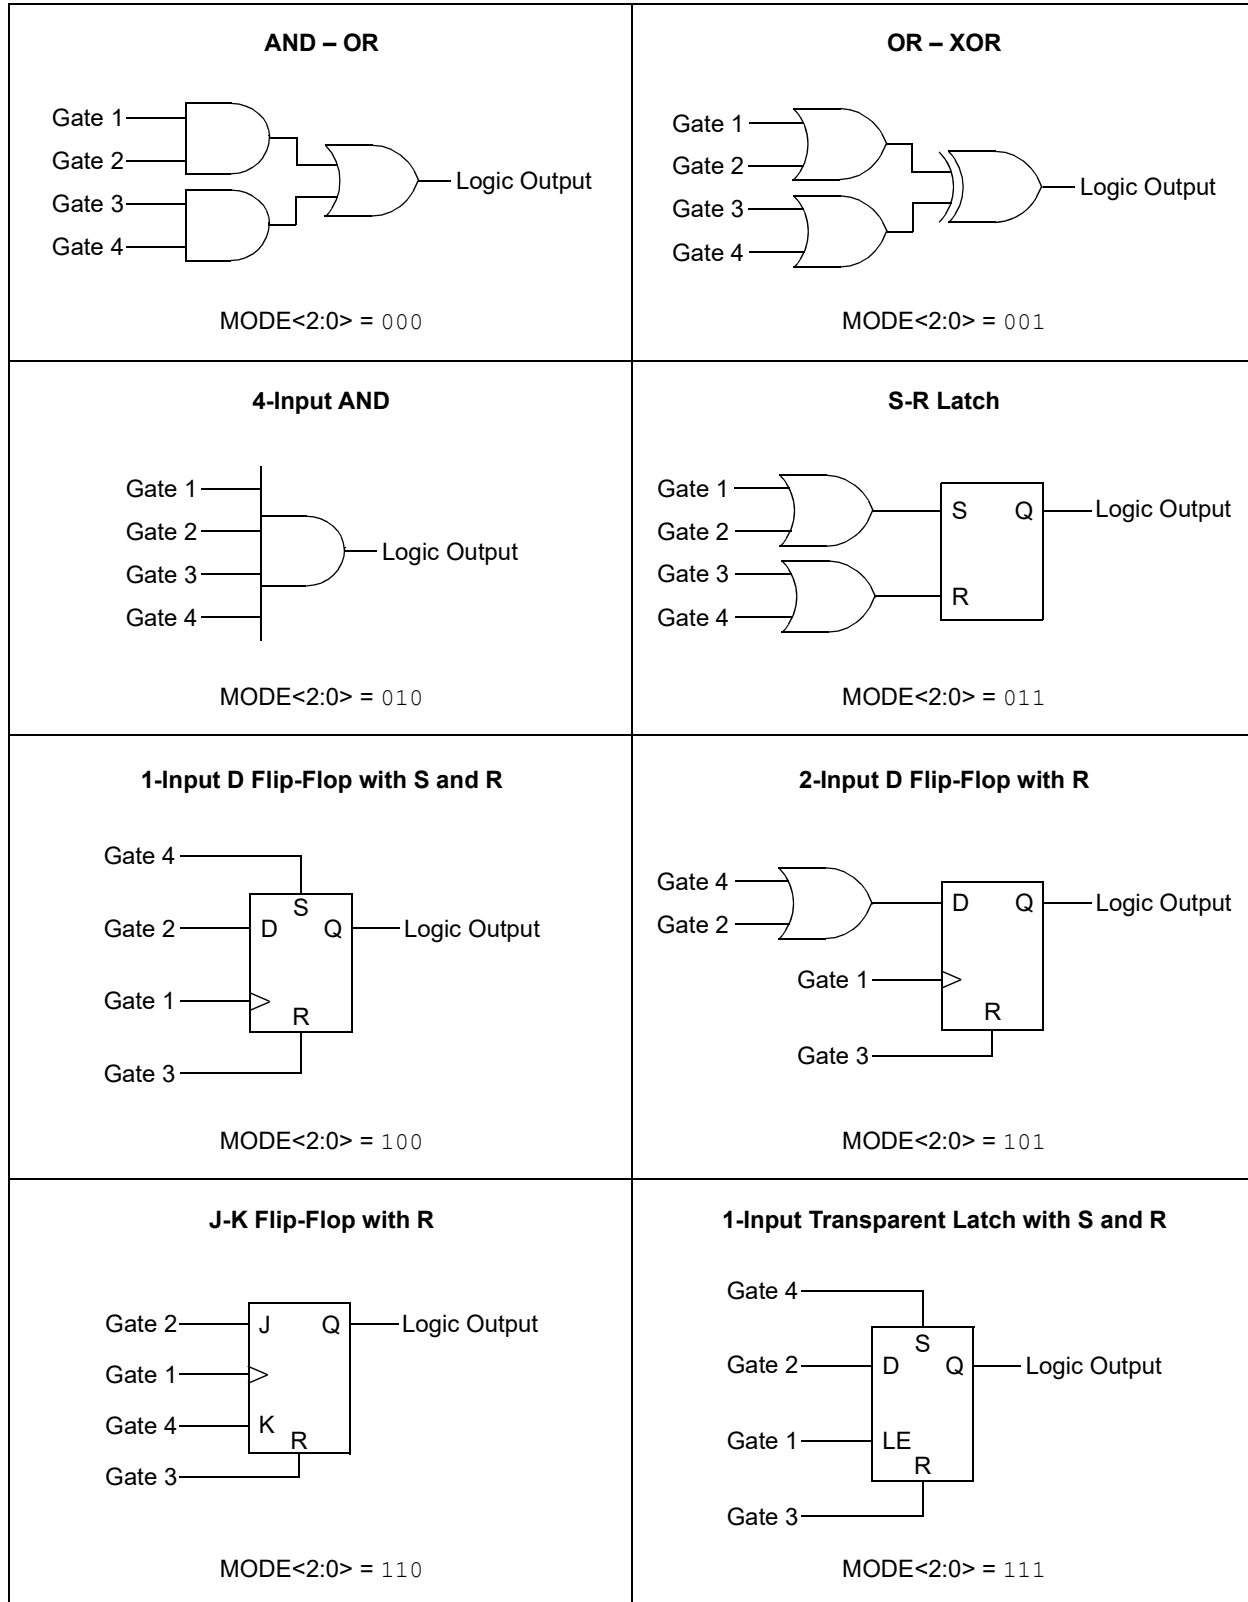 AND – OR
Gate 1
Gate 2
Gate 3
Gate 4
Logic Output
MODE<2:0> = 000
OR – XOR
Gate 1
Gate 2
Gate 3
Gate 4
Logic Output
MODE<2:0> = 001
4-Input AND
Gate 1
Gate 2
Gate 3
Gate 4
Logic Output
MODE<2:0> = 010
S-R Latch
Gate 1
Gate 2
Gate 3
Gate 4
S Q
R
Logic Output
MODE<2:0> = 011
1-Input D Flip-Flop with S and R
Gate 4
S
Gate 2 D Q Logic Output
Gate 1
R
Gate 3
MODE<2:0> = 100
2-Input D Flip-Flop with R
Gate 4
Gate 2
D Q Logic Output
Gate 1
R
Gate 3
MODE<2:0> = 101
J-K Flip-Flop with R
Gate 2 J Q Logic Output
Gate 1
Gate 4 K
R
Gate 3
MODE<2:0> = 110
1-Input Transparent Latch with S and R
Gate 4
S
Gate 2 D Q Logic Output
Gate 1 LE
R
Gate 3
MODE<2:0> = 111